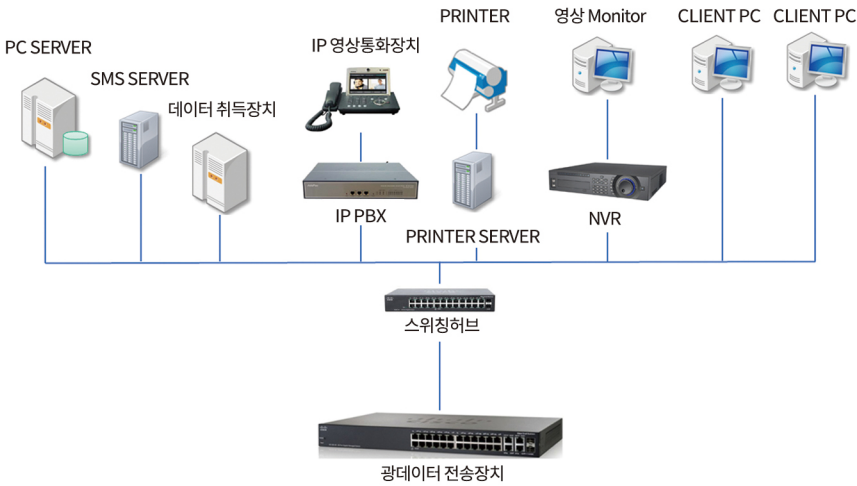 PC SERVER
SMS SERVER
데이터 취득장치
IP 영상통화장치
PRINTER
영상 Monitor
CLIENT PC
CLIENT PC
IP PBX
PRINTER SERVER
NVR
스위칭허브
광데이터 전송장치